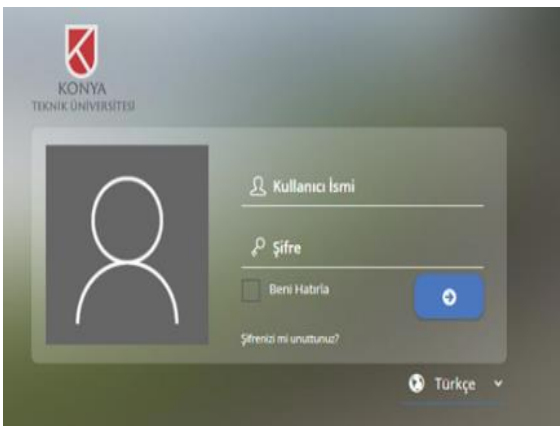 KONYA
TEKNİK ÜNİVERSİTESİ
Kullanıcı İsmi
Şifre
Beni Hatırla
Şifrenizi mi unuttunuz?
Türkçe